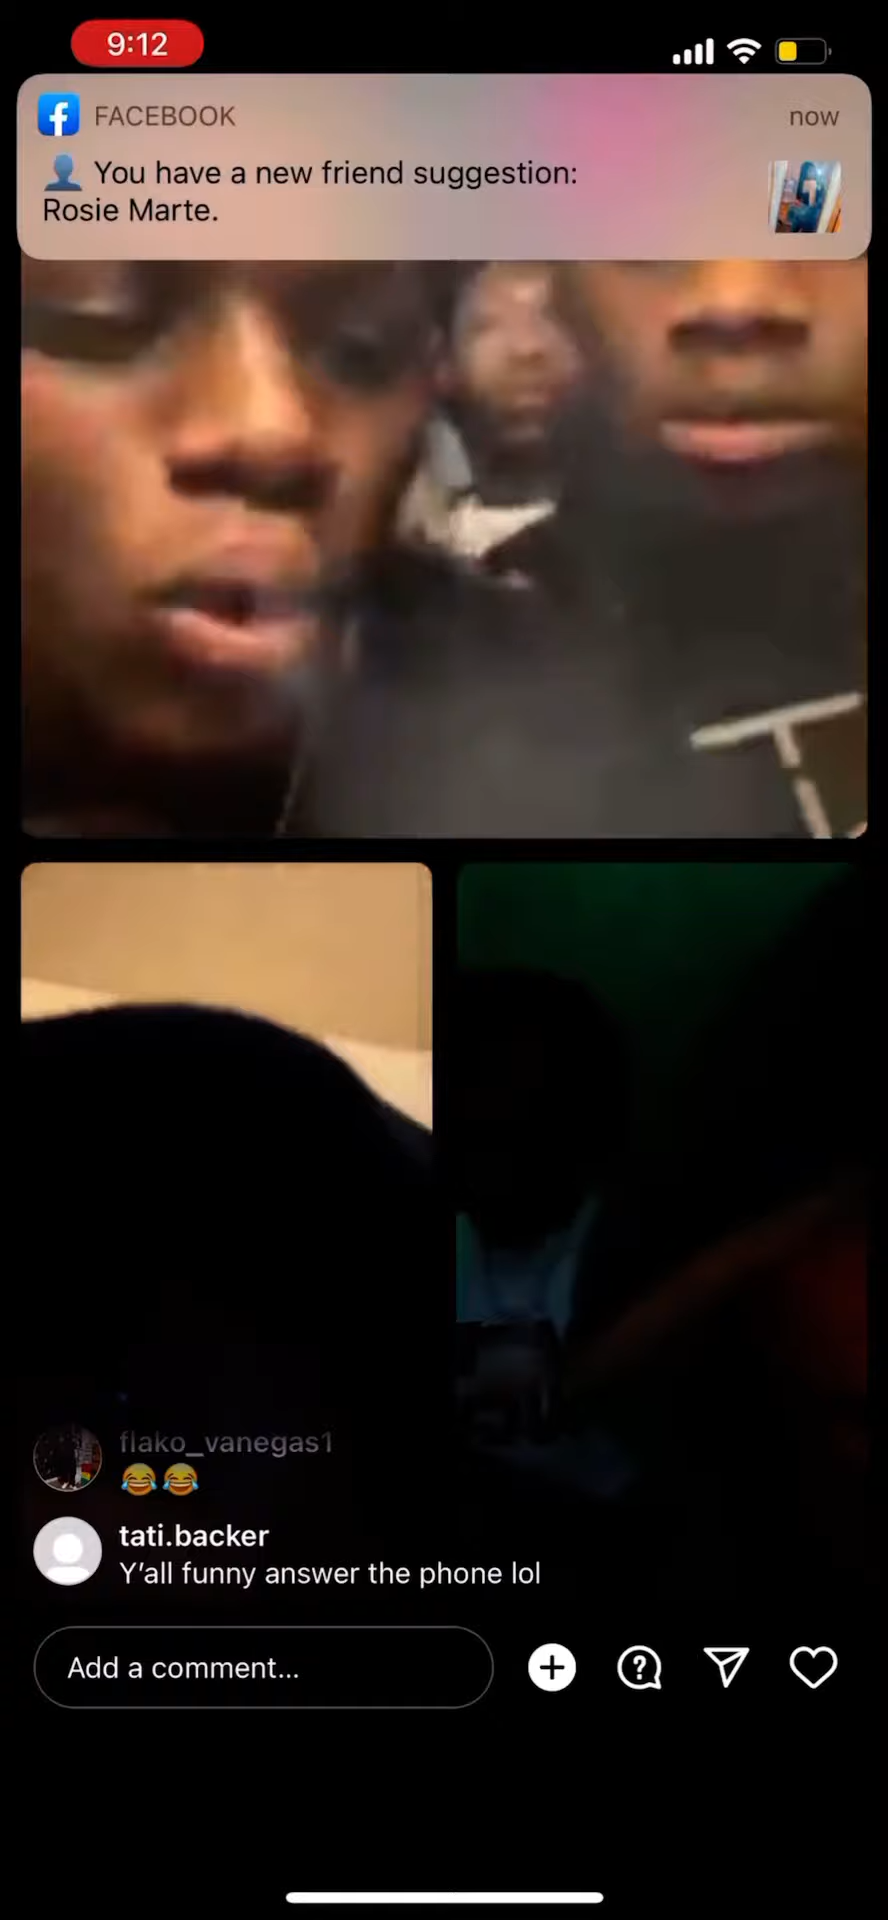 9:12
FACEBOOK
now
You have a new friend suggestion:
Rosie Marte.
flako_vanegas1
tati.backer
Y'all funny answer the phone lol
Add a comment...